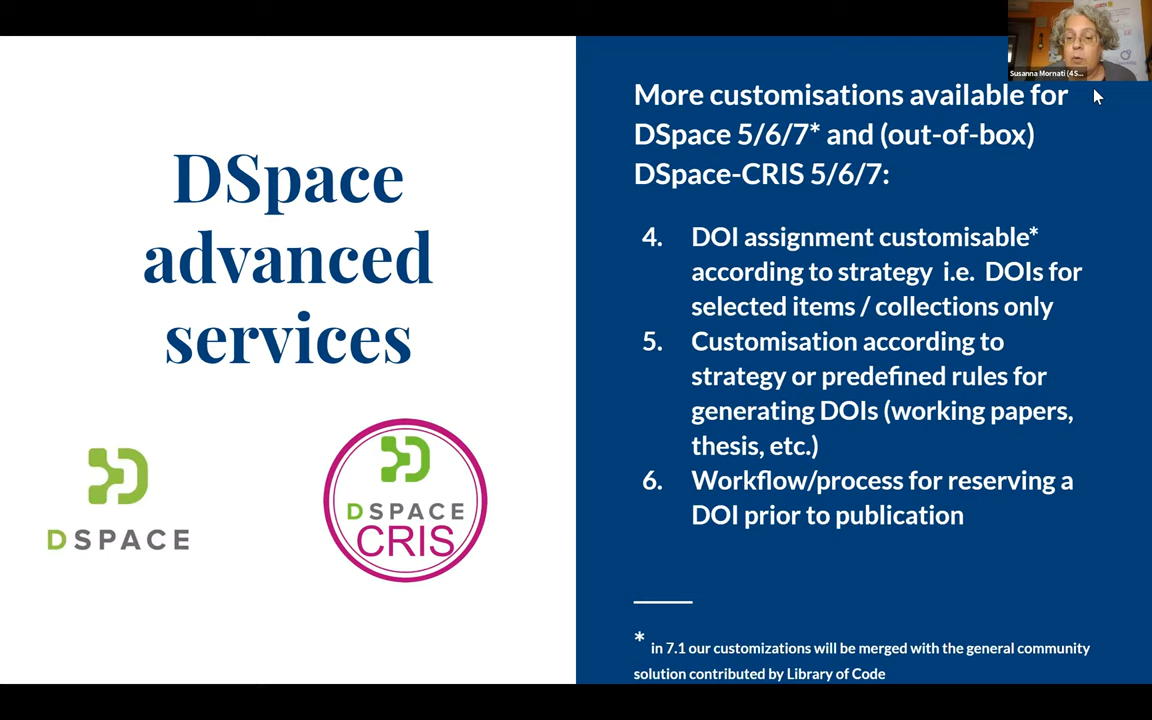 Susanna Mornati (4S...
DSpace
advanced
services
DSPACE
DSPACE
CRIS
More customisations available for
DSpace 5/6/7* and (out-of-box)
DSpace-CRIS 5/6/7:
4. DOI assignment customisable*
according to strategy i.e. DOIs for
selected items / collections only
5. Customisation according to
strategy or predefined rules for
generating DOIs (working papers,
thesis, etc.)
6. Workflow/process for reserving a
DOI prior to publication
* in 7.1 our customizations will be merged with the general community
solution contributed by Library of Code